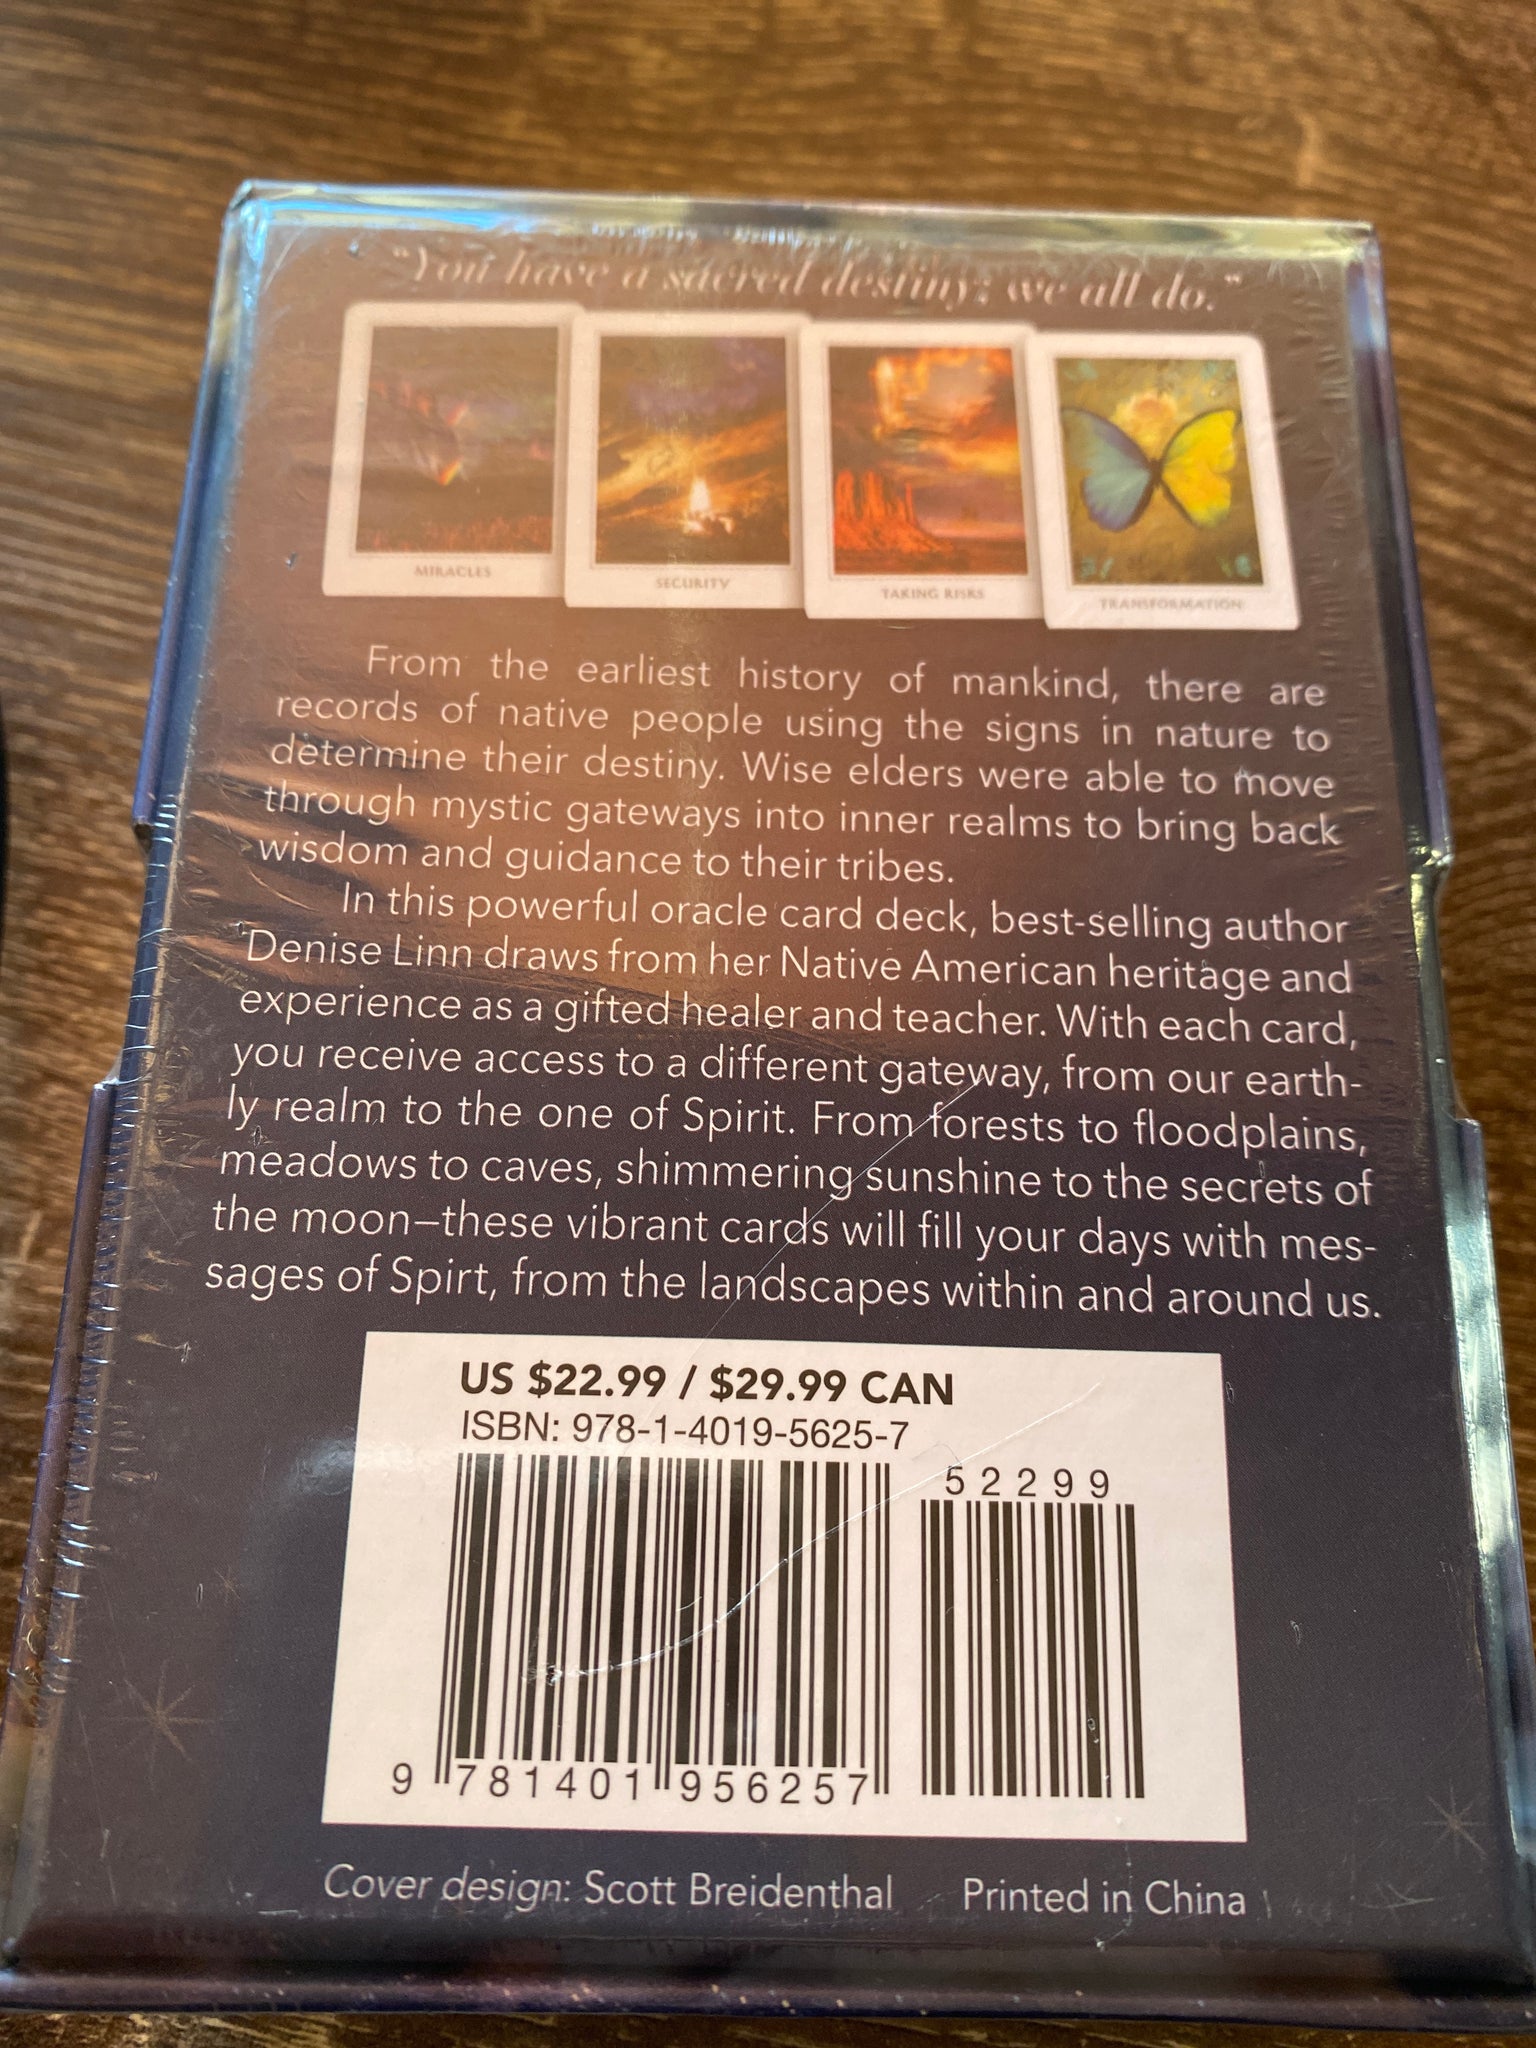 "You have a sacred destiny; we all do."
MIRACLES
SECURITY
TAKING RISKS
TRANSFORMATION
From the earliest history of mankind, there are
records of native people using the signs in nature to
determine their destiny. Wise elders were able to move
through mystic gateways into inner realms to bring back
wisdom and guidance to their tribes.
In this powerful oracle card deck, best-selling author
Denise Linn draws from her Native American heritage and
experience as a gifted healer and teacher. With each card,
you receive access to a different gateway, from our earth-
ly realm to the one of Spirit. From forests to floodplains,
meadows to caves, shimmering sunshine to the secrets of
the moon—these vibrant cards will fill your days with mes-
sages of Spirt, from the landscapes within and around us.
US $22.99 / $29.99 CAN
ISBN: 978-1-4019-5625-7
52299
9 781401 956257
Cover design: Scott Breidenthal Printed in China